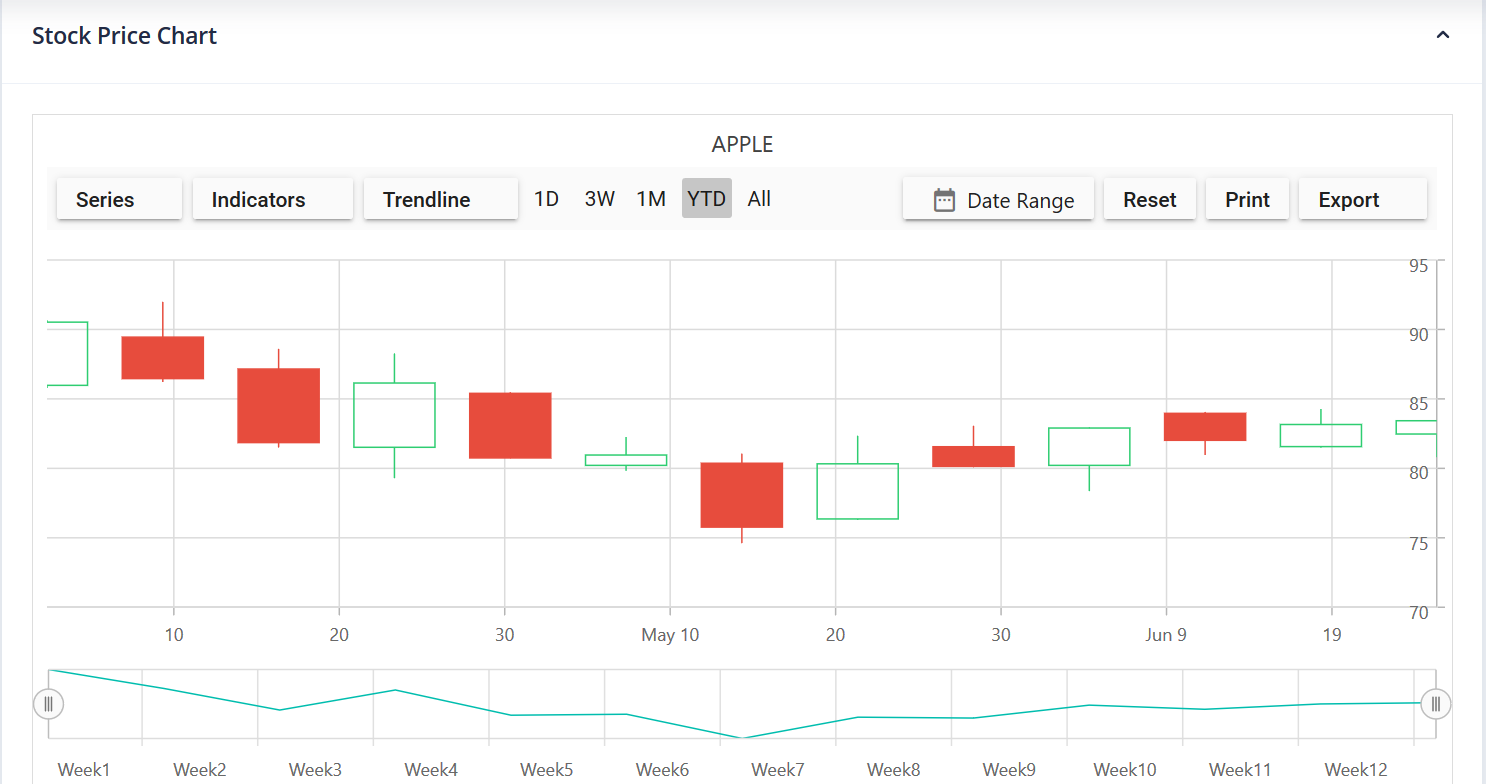 Stock Price Chart
APPLE
Series Indicators Trendline 1D 3W 1M YTD All Date Range Reset Print Export
95
90
85
80
75
70
10 20 30 May 10 20 30 Jun 9 19
Week1 Week2 Week3 Week4 Week5 Week6 Week7 Week8 Week9 Week10 Week11 Week12